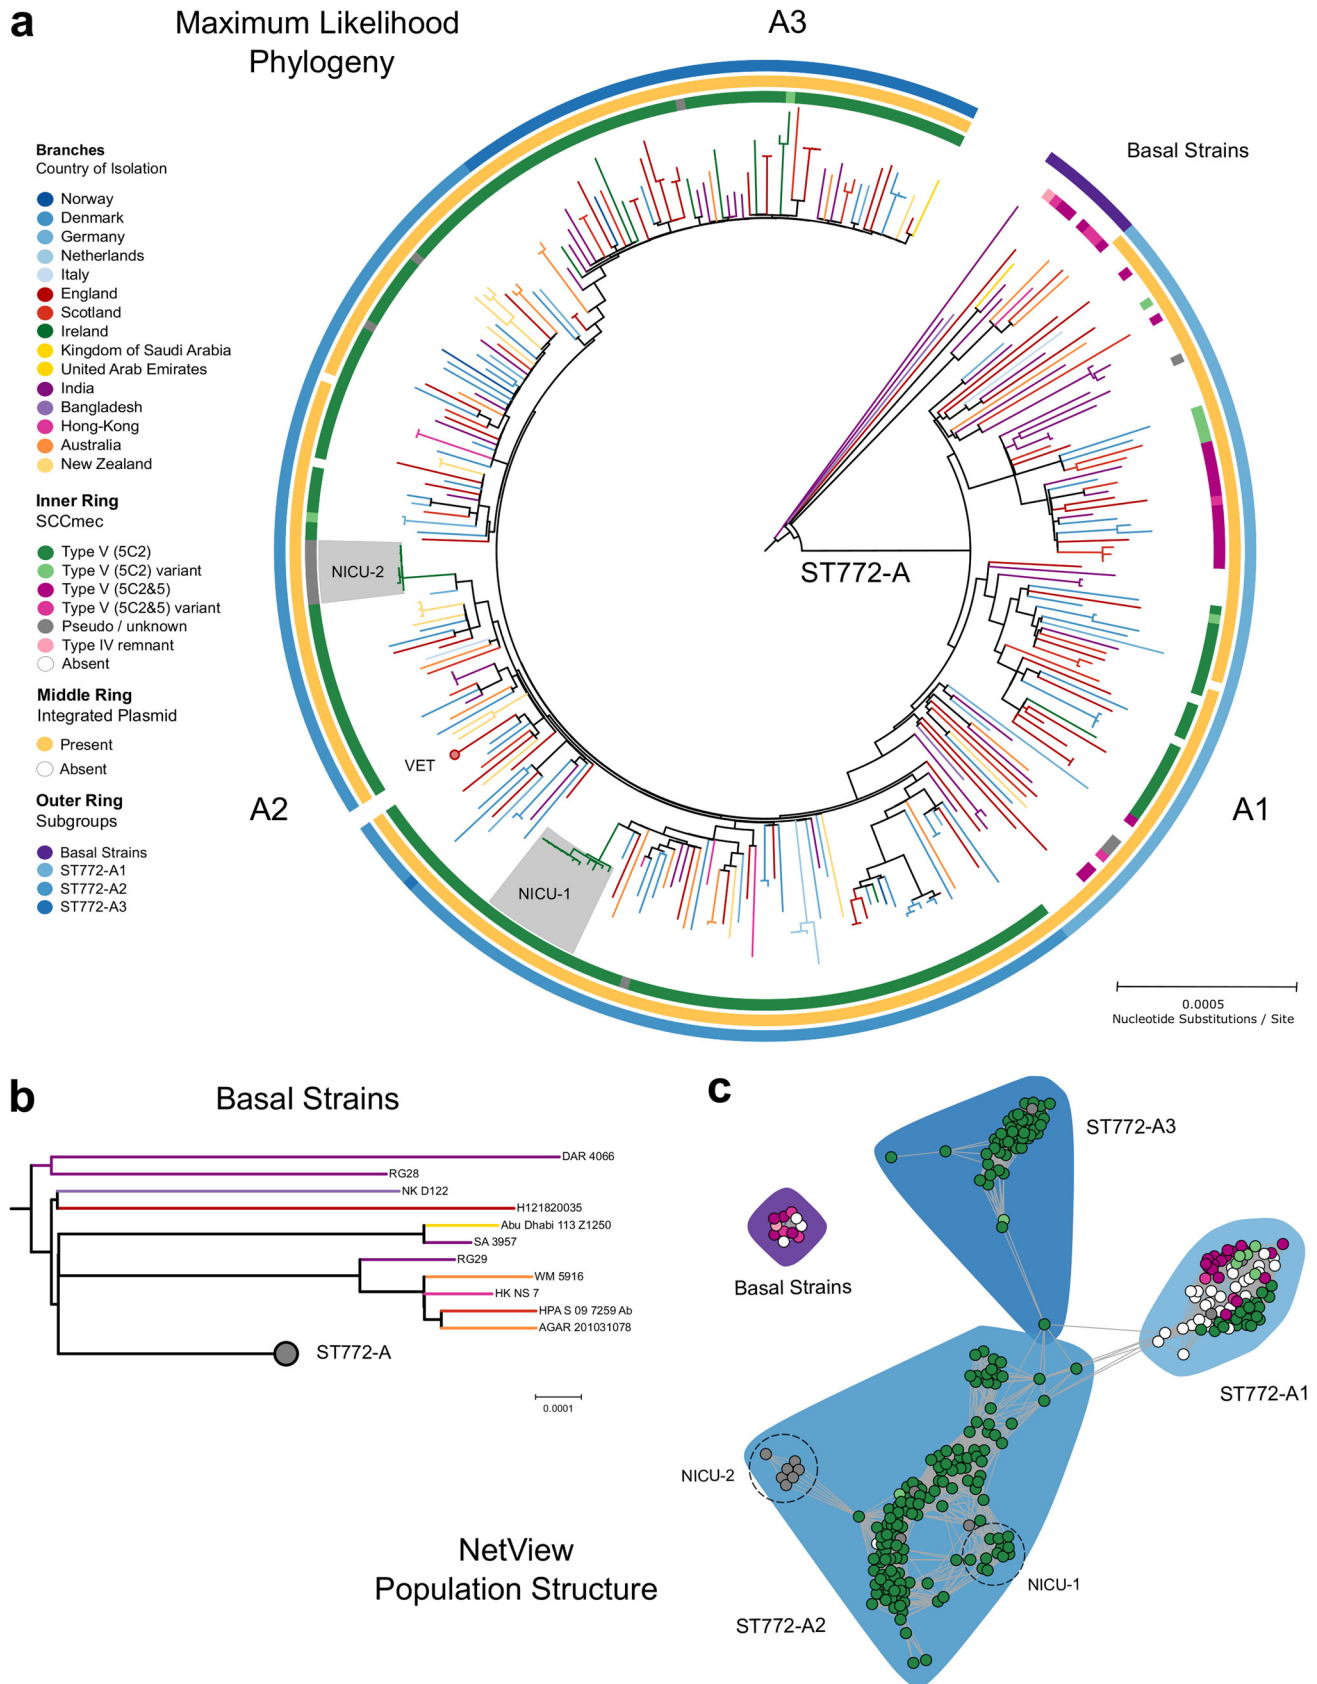 a
Maximum Likelihood
Phylogeny
A3
Basal Strains
Branches
Country of Isolation
Norway
Denmark
Germany
Netherlands
Italy
England
Scotland
Ireland
Kingdom of Saudi Arabia
United Arab Emirates
India
Bangladesh
Hong-Kong
Australia
New Zealand
Inner Ring
SCCmec
Type V (5C2)
Type V (5C2) variant
Type V (5C2&5)
Type V (5C2&5) variant
Pseudo / unknown
Type IV remnant
Absent
Middle Ring
Integrated Plasmid
Present
Absent
Outer Ring
Subgroups
Basal Strains
ST772-A1
ST772-A2
ST772-A3
ST772-A
NICU-2
VET
A2
A1
NICU-1
0.0005
Nucleotide Substitutions / Site
b
Basal Strains
DAR 4066
RG28
NK D122
H121820035
Abu Dhabi 113 Z1250
SA 3957
RG29
WM 5916
HK NS 7
HPA S 09 7259 Ab
AGAR 201031078
ST772-A
0.0001
c
ST772-A3
Basal Strains
ST772-A1
NICU-2
NICU-1
ST772-A2
NetView
Population Structure